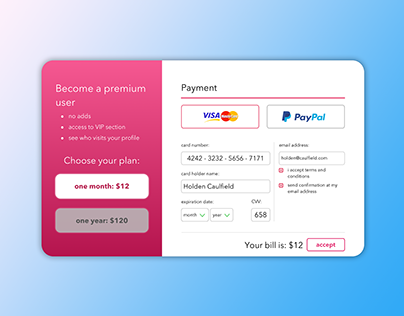 Become a premium
user
no adds
access to VIP section
see who visits your profile
Choose your plan:
one month: $12
one year: $120
Payment
VISA
PayPal
card number:
4242 - 3232 - 5656 - 7171
card holder name:
Holden Caulfield
expiration date:
CVV:
month
year
658
email address:
holden@caulfield.com
i accept terms end
conditions
send confirmation at my
email address
Your bill is: $12
accept